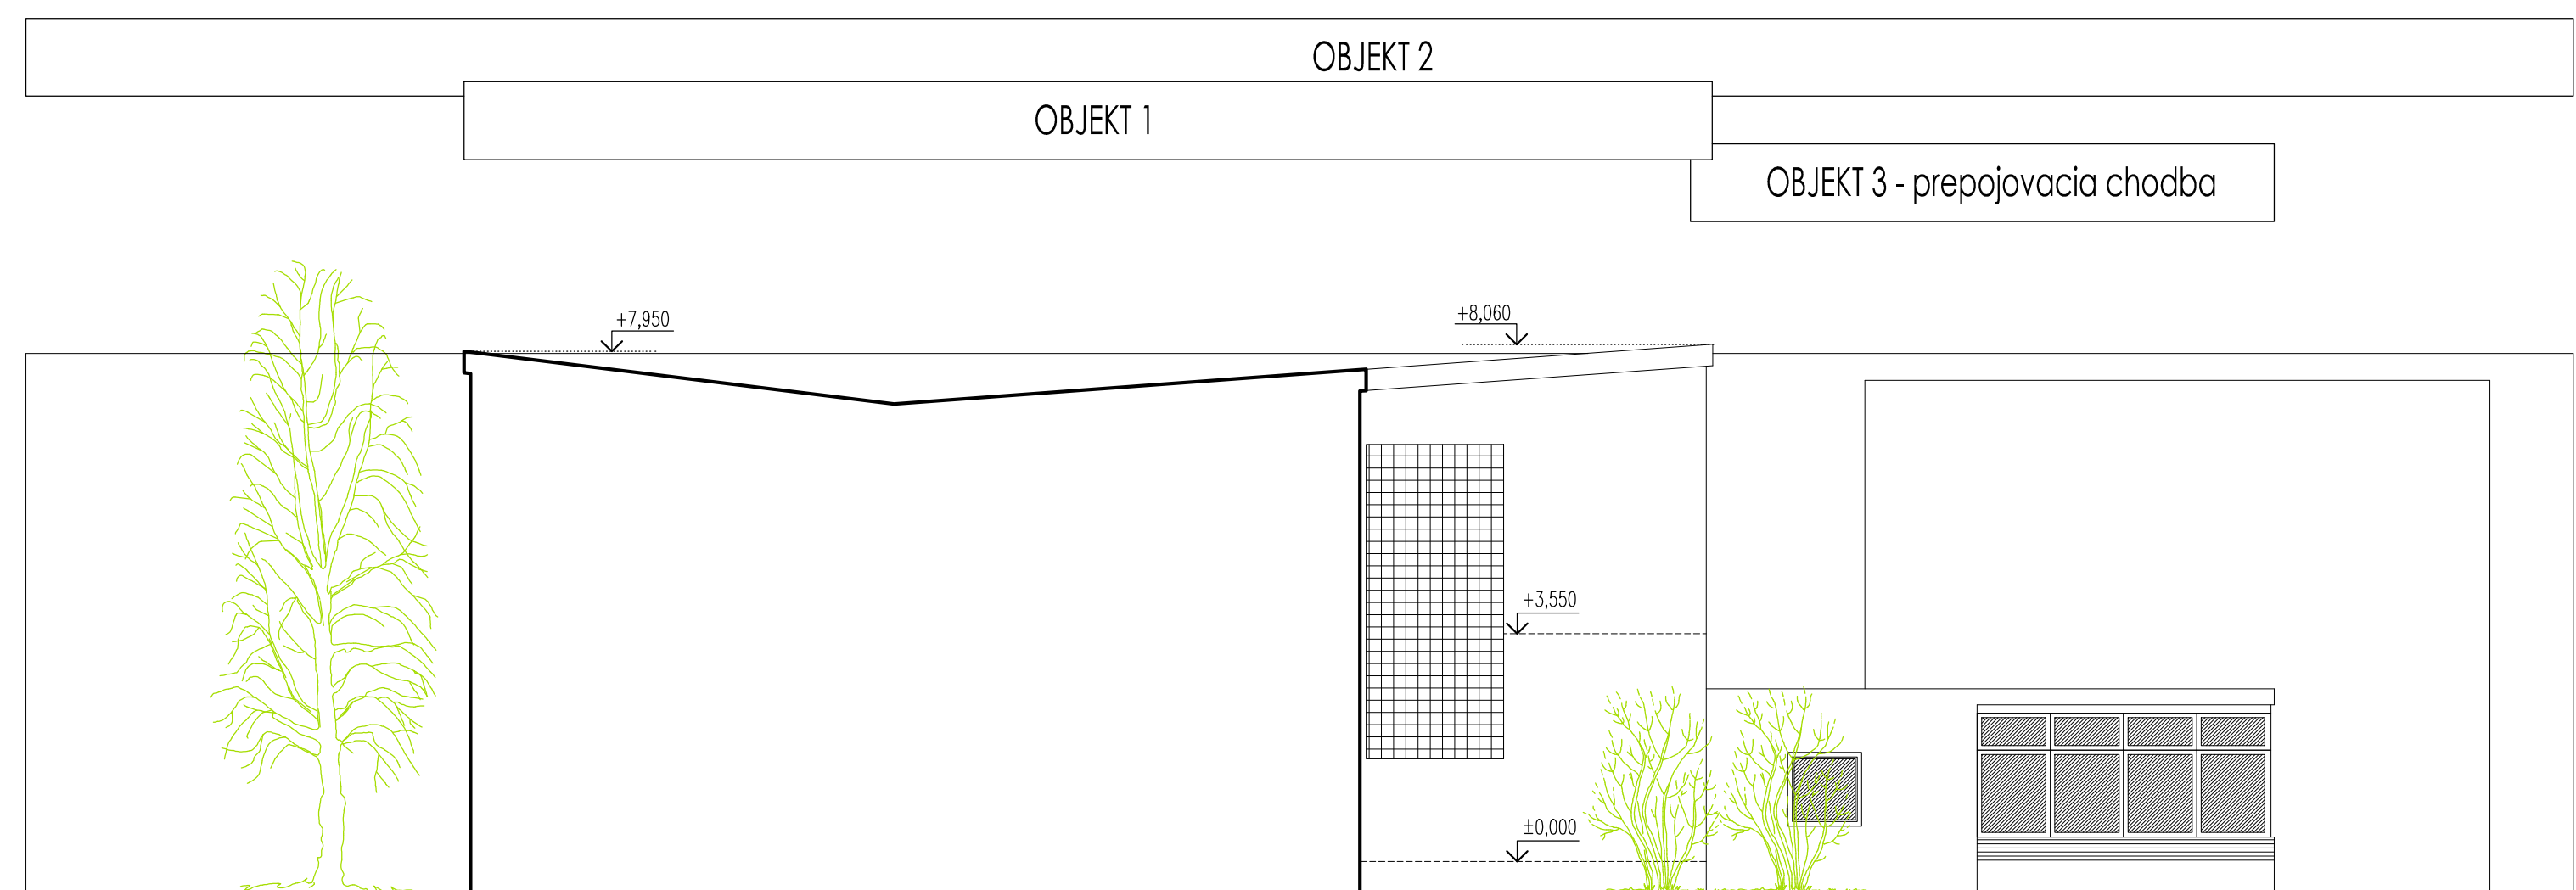 OBJEKT 2
OBJEKT 1
OBJEKT 3 - prepojovacia chodba
+7,950
+8,060
+3,550
±0,000